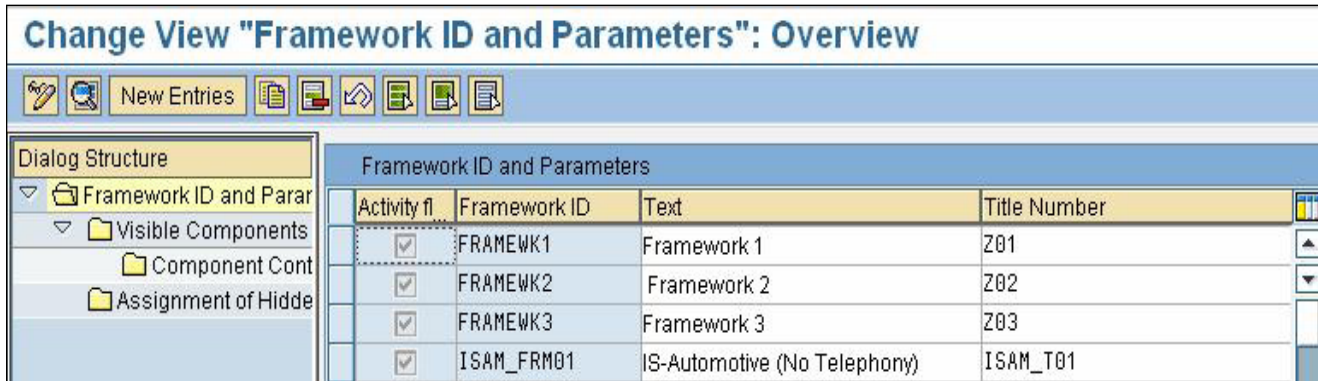 Change View "Framework ID and Parameters": Overview
New Entries
Dialog Structure
Framework ID and Parar
Visible Components
Component Cont
Assignment of Hidde
Framework ID and Parameters
Activity fl... Framework ID Text Title Number
FRAMEWK1 Framework 1 Z01
FRAMEWK2 Framework 2 Z02
FRAMEWK3 Framework 3 Z03
ISAM_FRM01 IS-Automotive (No Telephony) ISAM_T01